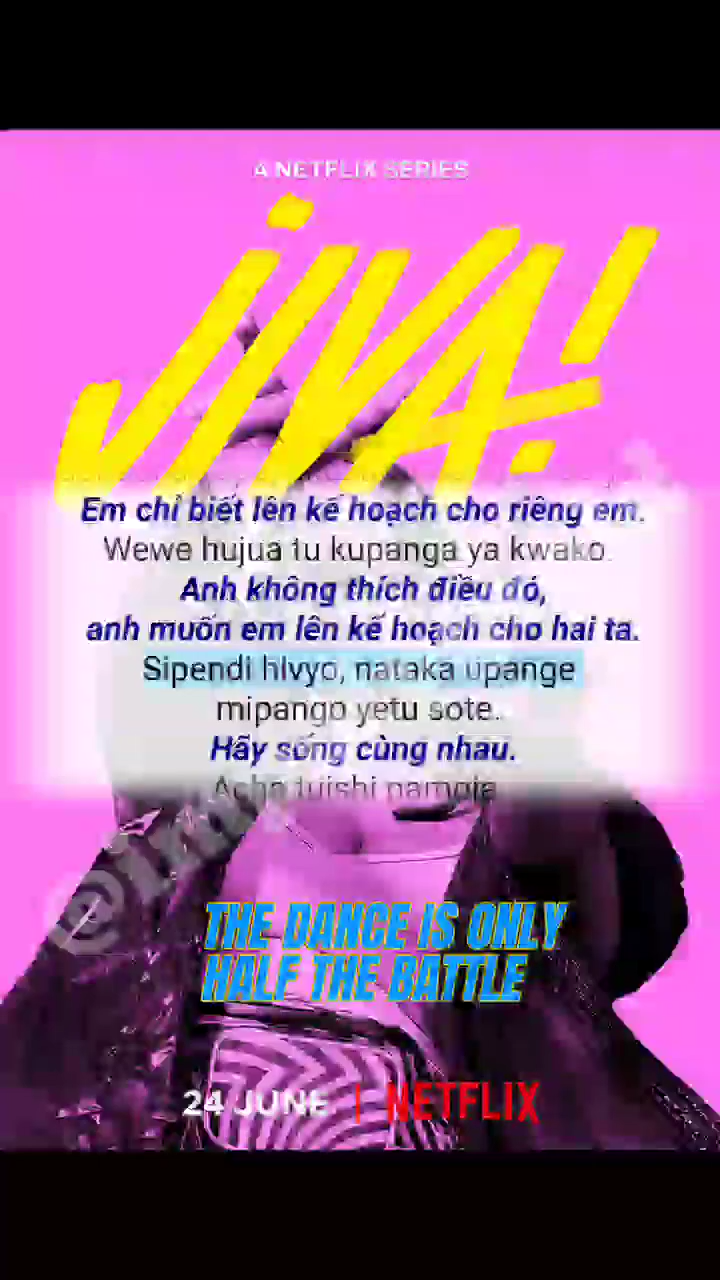 A NETFLIX SERIES
JIVA!
Em chỉ biết lên kế hoạch cho riêng em.
Wewe hujua tu kupanga ya kwako.
Anh không thích điều đó,
anh muốn em lên kế hoạch cho hai ta.
Sipendi hIvyo, nataka upange
mipango yetu sote.
Hãy sống cùng nhau.
tuishi pamoja
THE DANCE IS ONLY
HALF THE BATTLE
24 JUNE | NETFLIX